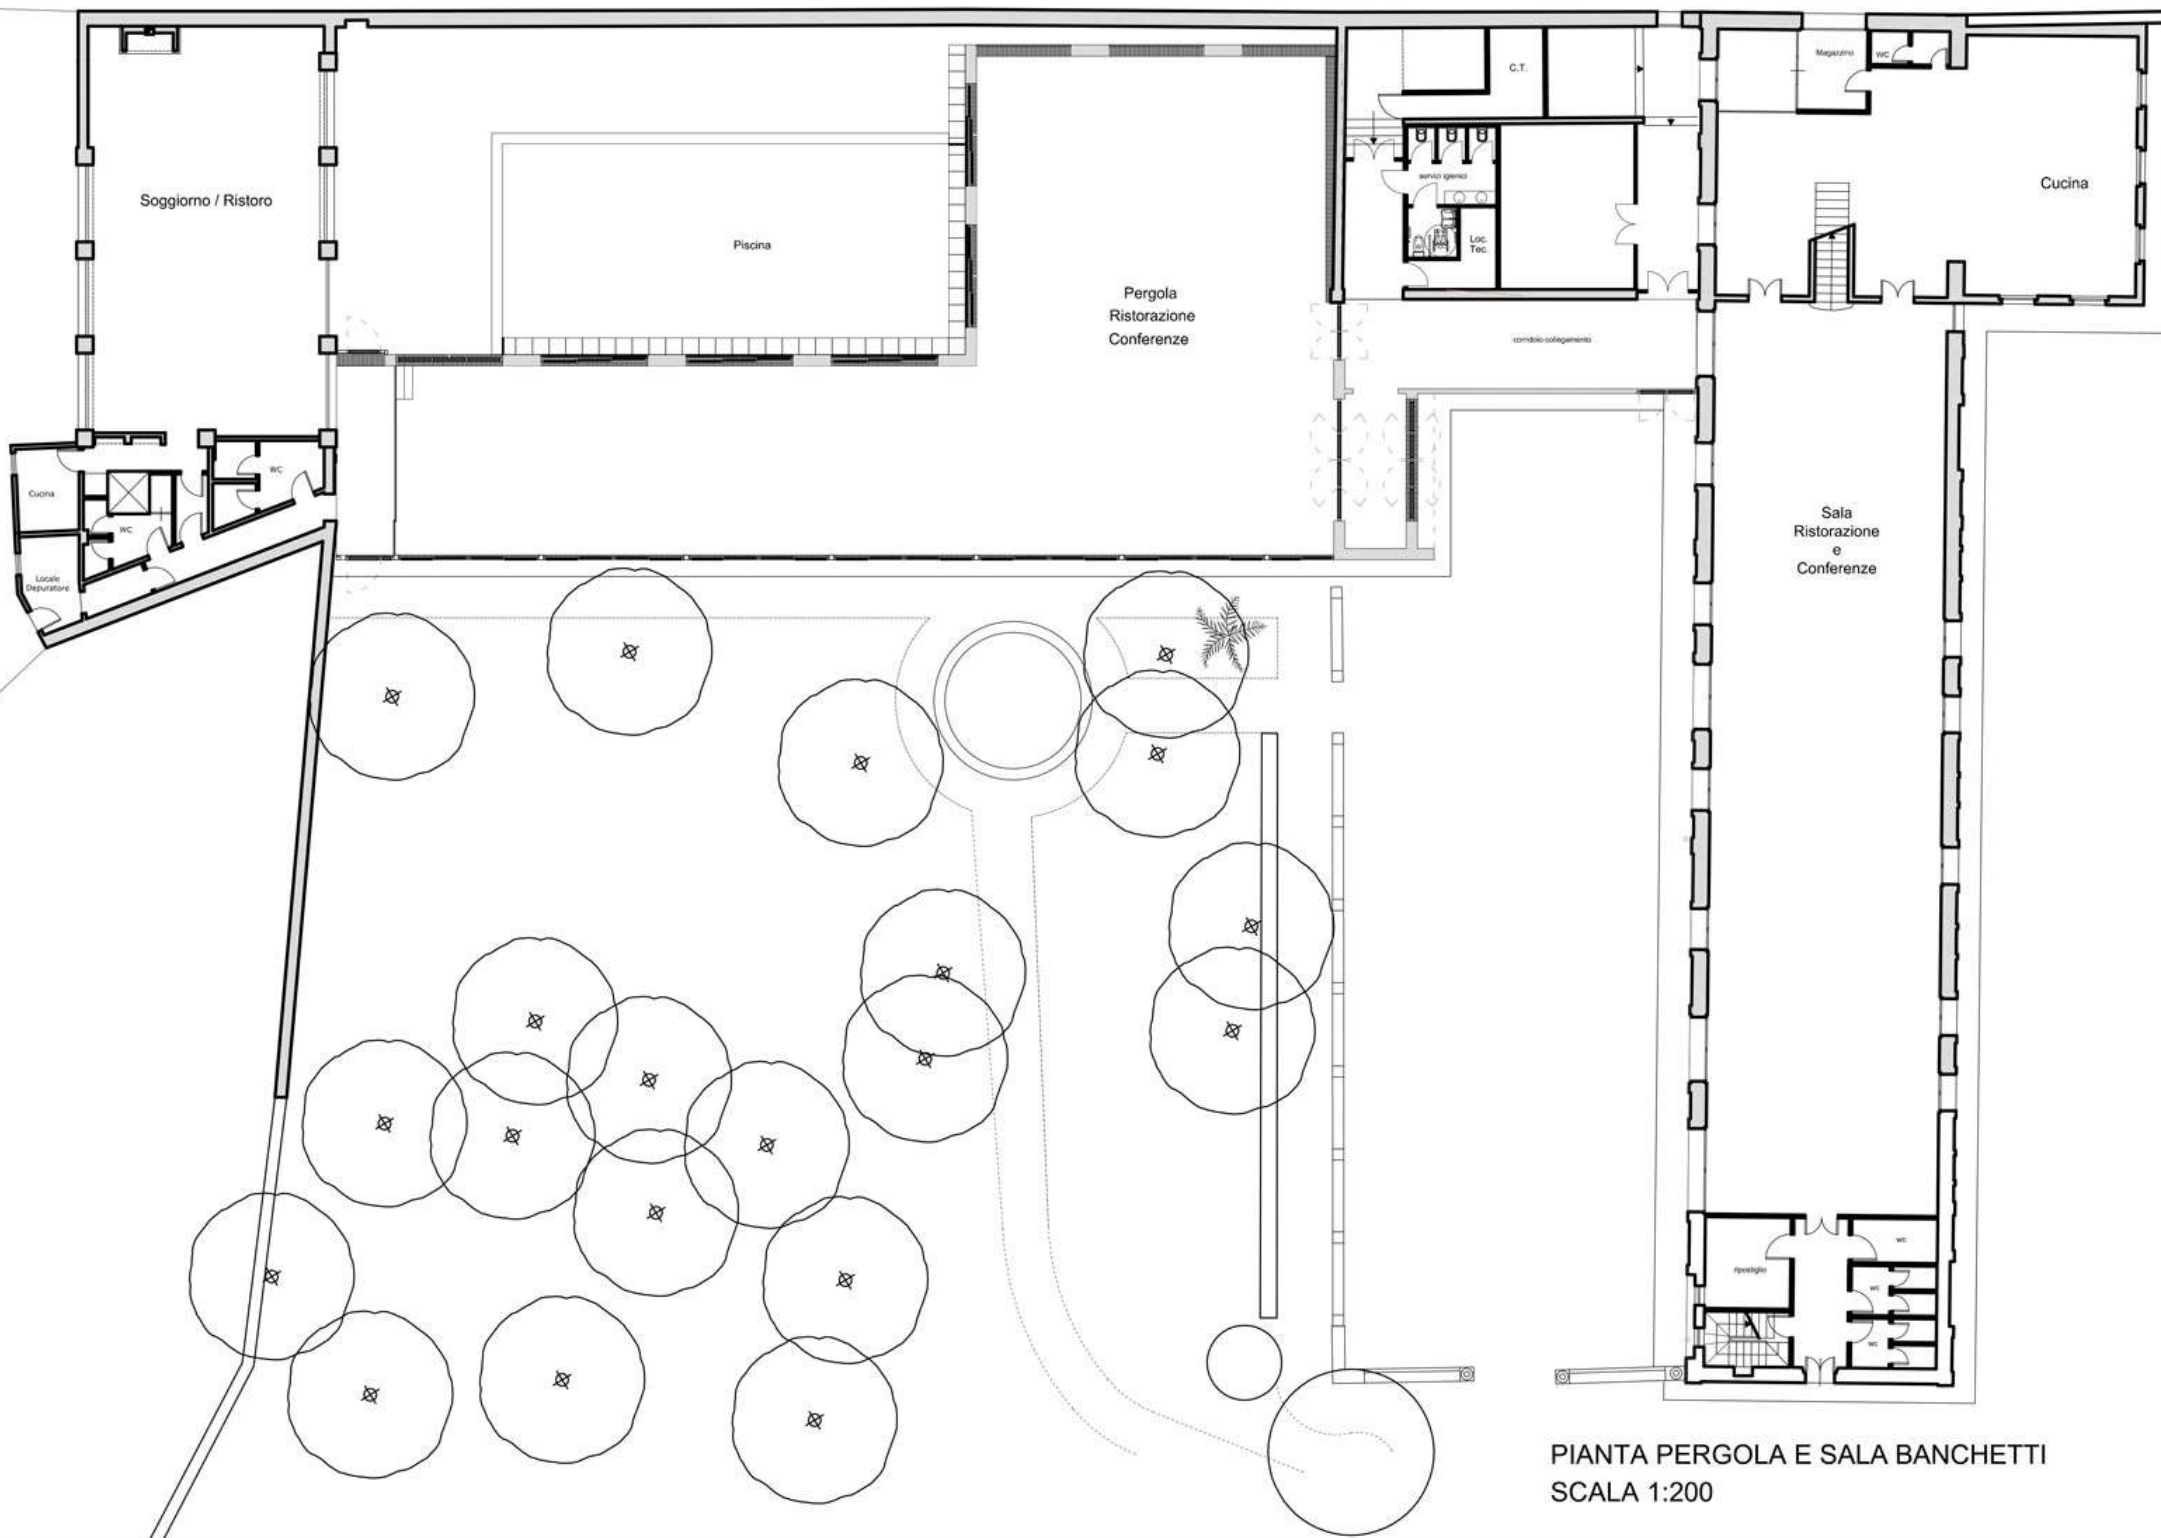 Magazzino
WC
C.T.
servizi igienici
Cucina
Soggiorno / Ristoro
Loc.
Tec.
Piscina
Pergola
Ristorazione
Conferenze
corridoio collegamento
WC
Cucina
WC
Sala
Ristorazione
e
Conferenze
Locale
Depuratore
wc
ripostiglio
wc
wc
PIANTA PERGOLA E SALA BANCHETTI
SCALA 1:200